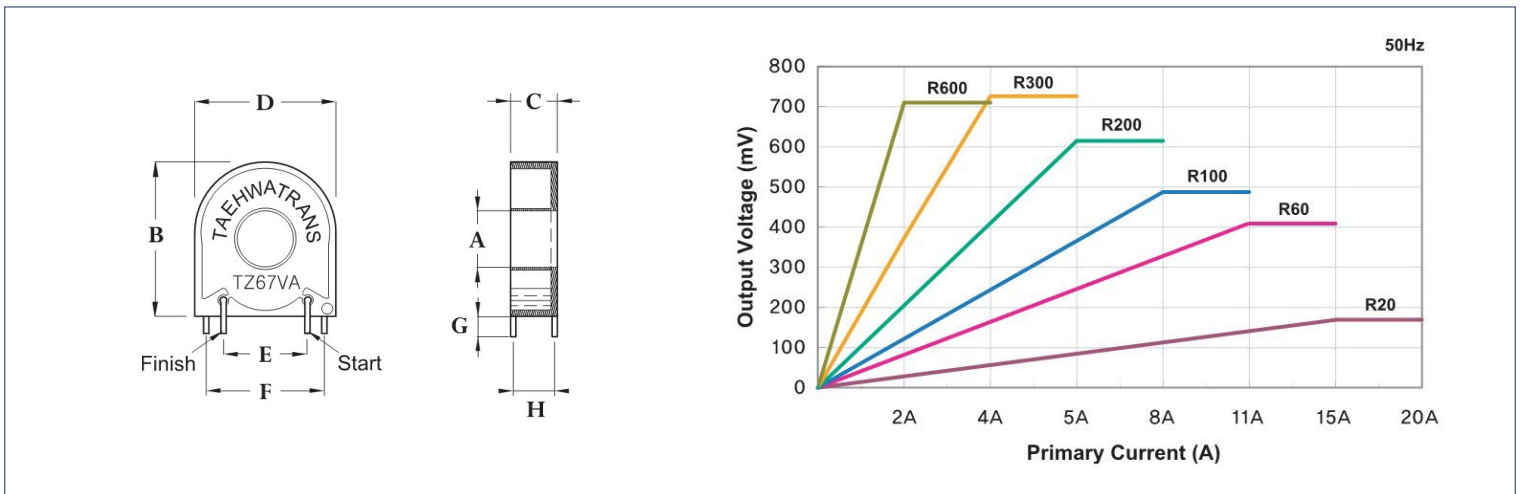 D
B
TAEHWATRANS
TZ67VA
Finish
E
Start
F
C
A
G
H
50Hz
Output Voltage (mV)
800
700
600
500
400
300
200
100
0
R600
R300
R200
R100
R60
R20
2A 4A 5A 8A 11A 15A 20A
Primary Current (A)